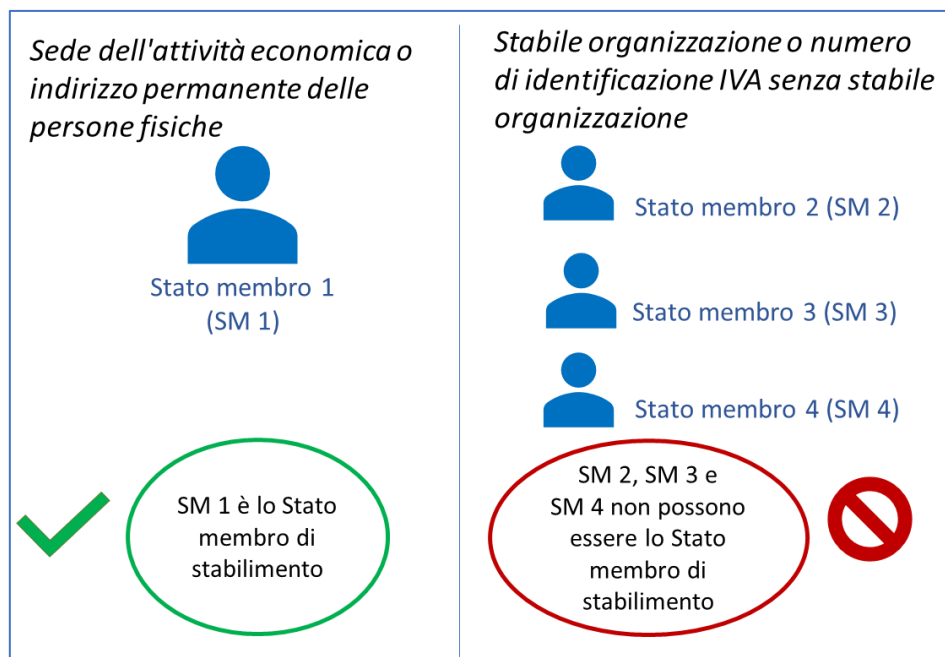 Sede dell'attività economica o
indirizzo permanente delle
persone fisiche
Stato membro 1
(SM 1)
SM 1 è lo Stato
membro di
stabilimento
Stabile organizzazione o numero
di identificazione IVA senza stabile
organizzazione
Stato membro 2 (SM 2)
Stato membro 3 (SM 3)
Stato membro 4 (SM 4)
SM 2, SM 3 e
SM 4 non possono
essere lo Stato
membro di
stabilimento